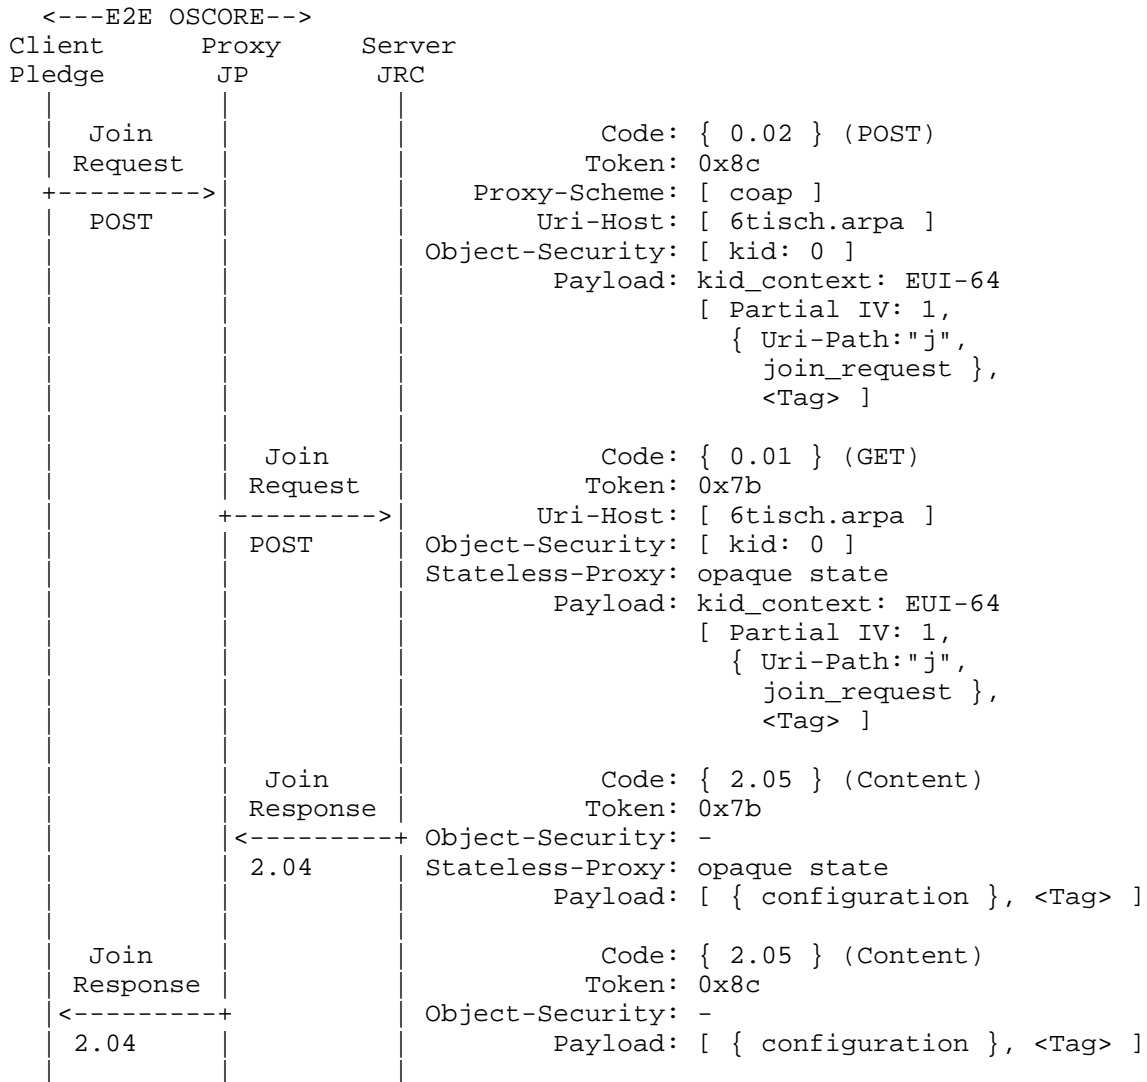 <---E2E OSCORE-->
Client      Proxy     Server
Pledge       JP         JRC
|          |          |
|  Join    |          |            Code: { 0.02 } (POST)
| Request  |          |           Token: 0x8c
+--------->|          |    Proxy-Scheme: [ coap ]
|  POST    |          |        Uri-Host: [ 6tisch.arpa ]
|          |          | Object-Security: [ kid: 0 ]
|          |          |         Payload: kid_context: EUI-64
|          |          |                  [ Partial IV: 1,
|          |          |                    { Uri-Path:"j",
|          |          |                      join_request },
|          |          |                      <Tag> ]
|          |          |
|          |  Join    |            Code: { 0.01 } (GET)
|          | Request  |           Token: 0x7b
|          +--------->|        Uri-Host: [ 6tisch.arpa ]
|          | POST     | Object-Security: [ kid: 0 ]
|          |          | Stateless-Proxy: opaque state
|          |          |         Payload: kid_context: EUI-64
|          |          |                  [ Partial IV: 1,
|          |          |                    { Uri-Path:"j",
|          |          |                      join_request },
|          |          |                      <Tag> ]
|          |          |
|          |  Join    |            Code: { 2.05 } (Content)
|          | Response |           Token: 0x7b
|          |<---------+ Object-Security: -
|          | 2.04     | Stateless-Proxy: opaque state
|          |          |         Payload: [ { configuration }, <Tag> ]
|          |          |
|  Join    |          |            Code: { 2.05 } (Content)
| Response |          |           Token: 0x8c
|<---------+          | Object-Security: -
| 2.04     |          |         Payload: [ { configuration }, <Tag> ]
|          |          |